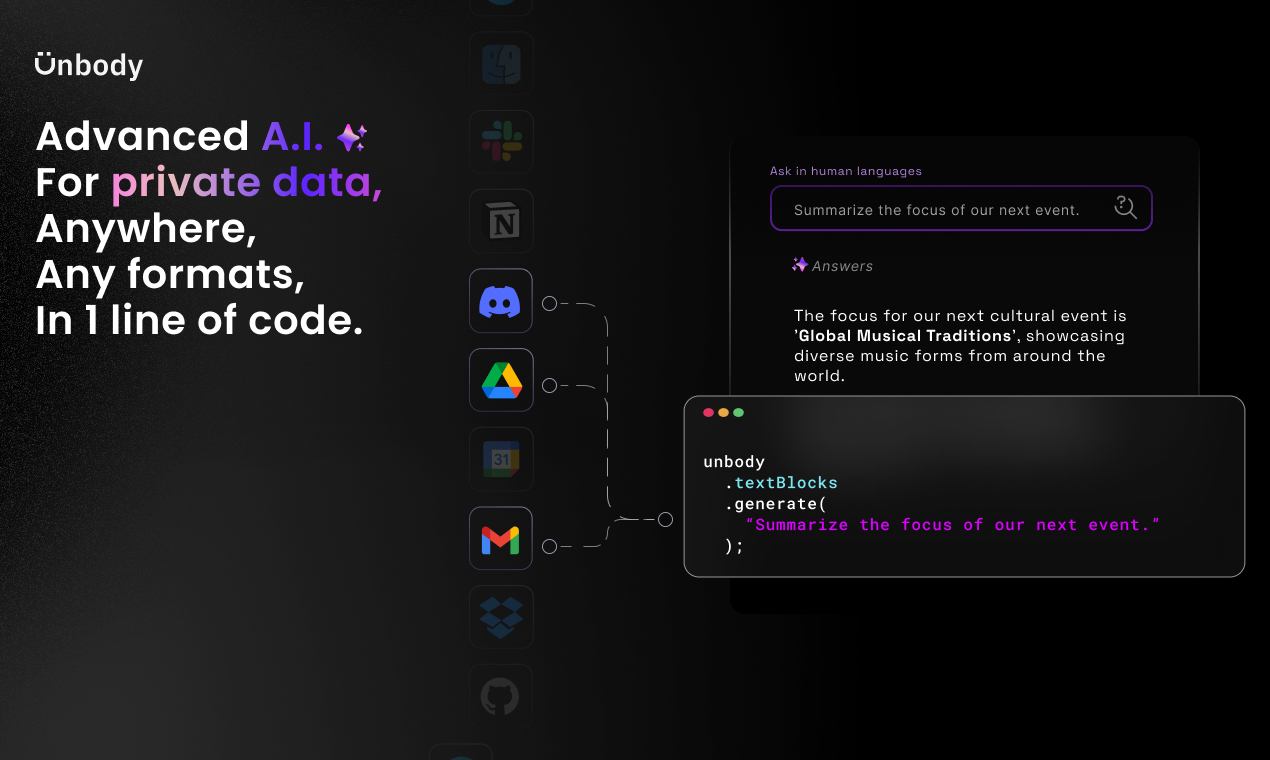 Ünbody
Advanced A.I.
For private data,
Anywhere,
Any formats,
In 1 line of code.
N
31
Ask in human languages
Summarize the focus of our next event.
?
Answers
The focus for our next cultural event is
’Global Musical Traditions’, showcasing
diverse music forms from around the
world.
unbody
.textBlocks
.generate(
“Summarize the focus of our next event.”
);